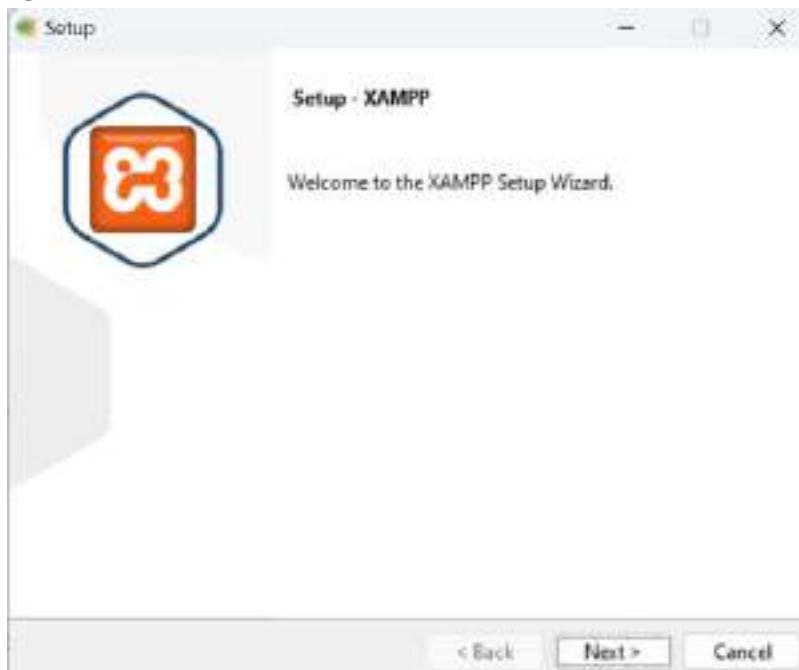 Setup
Setup - XAMPP
Welcome to the XAMPP Setup Wizard.
< Back
Next >
Cancel